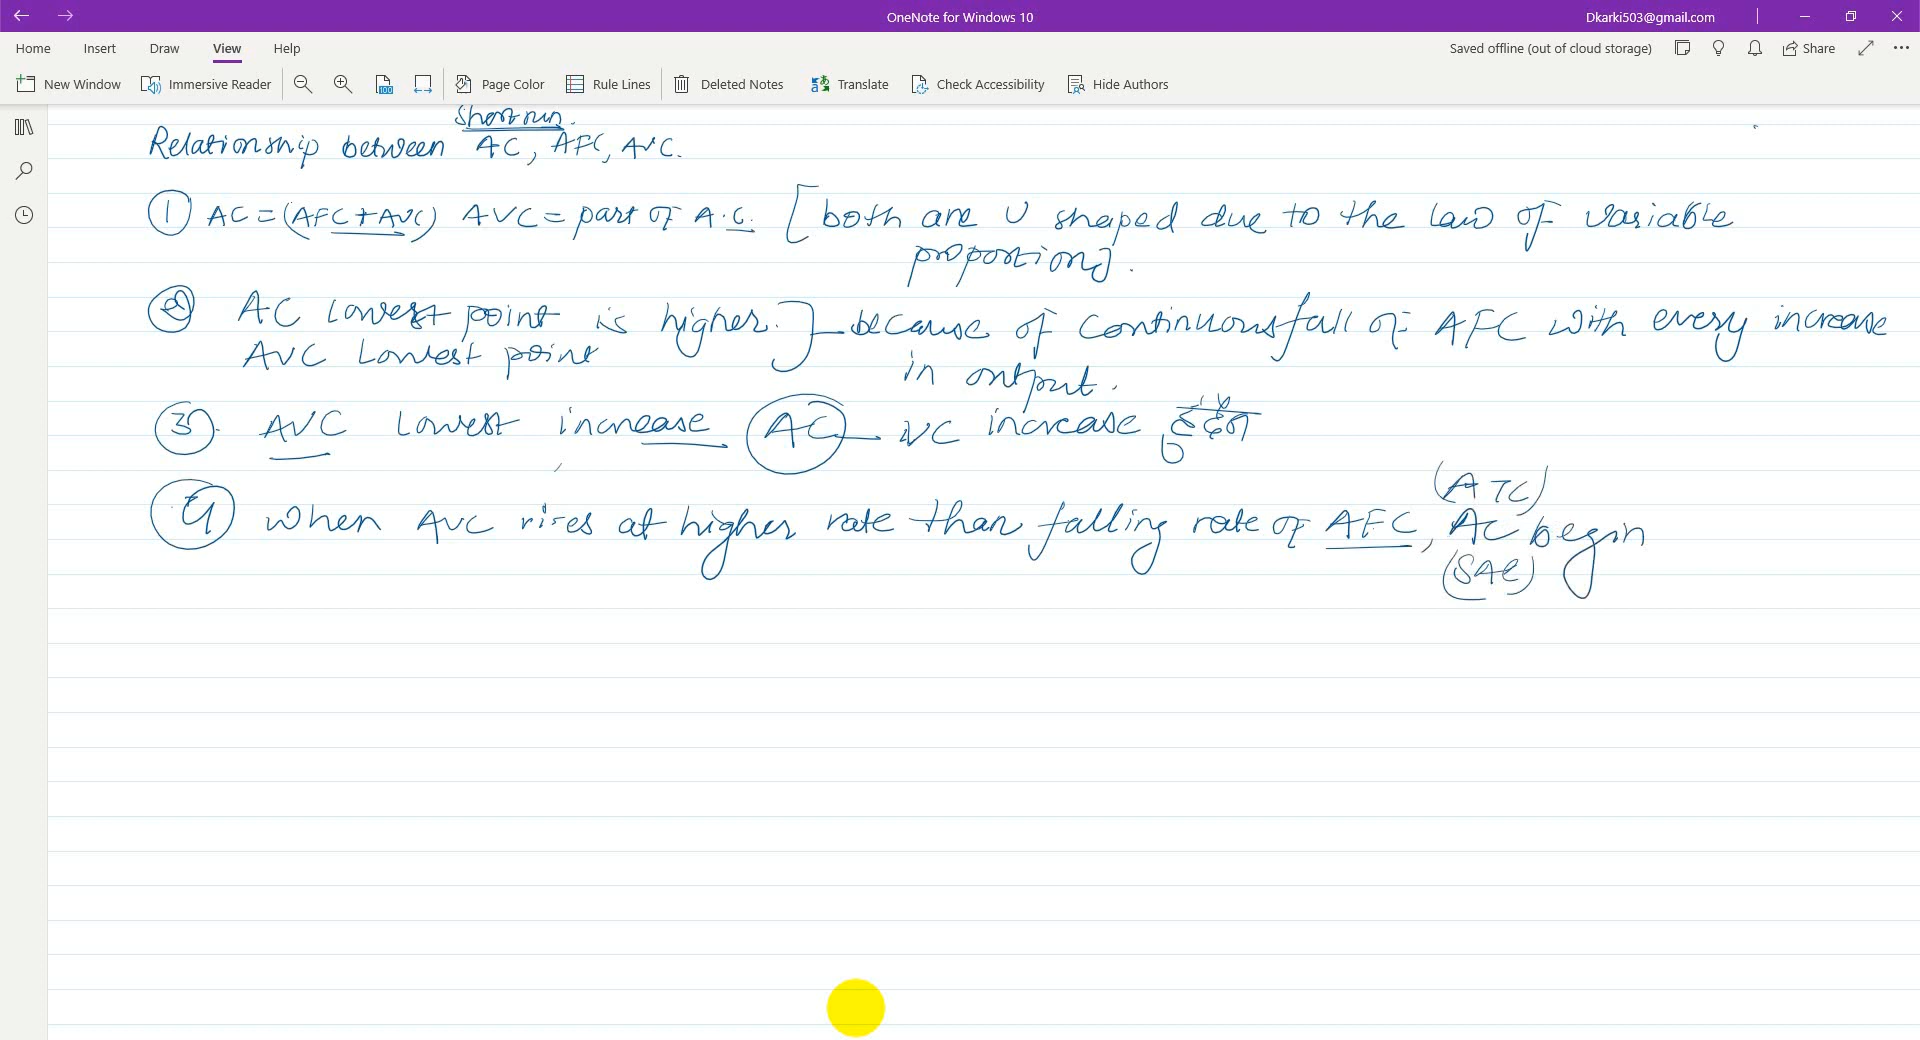 OneNote for Windows 10
Dkarki503@gmail.com
Home Insert Draw View Help
Saved offline (out of cloud storage) Share
New Window Immersive Reader Page Color Rule Lines Deleted Notes Translate Check Accessibility Hide Authors
Short run.
Relationship between AC, AFC, AVC.
① AC = (AFC + AVC) AVC = part of A.C. [both are U shaped due to the law of variable
proportion].
② AC lowest point is higher. ] because of continuous fall of AFC with every increase
AVC Lowest point
in output.
③. AVC Lowest increase AC VC increase
(ATC)
④ when AVC rises at higher rate than falling rate of AFC, AC begin
(SAC)